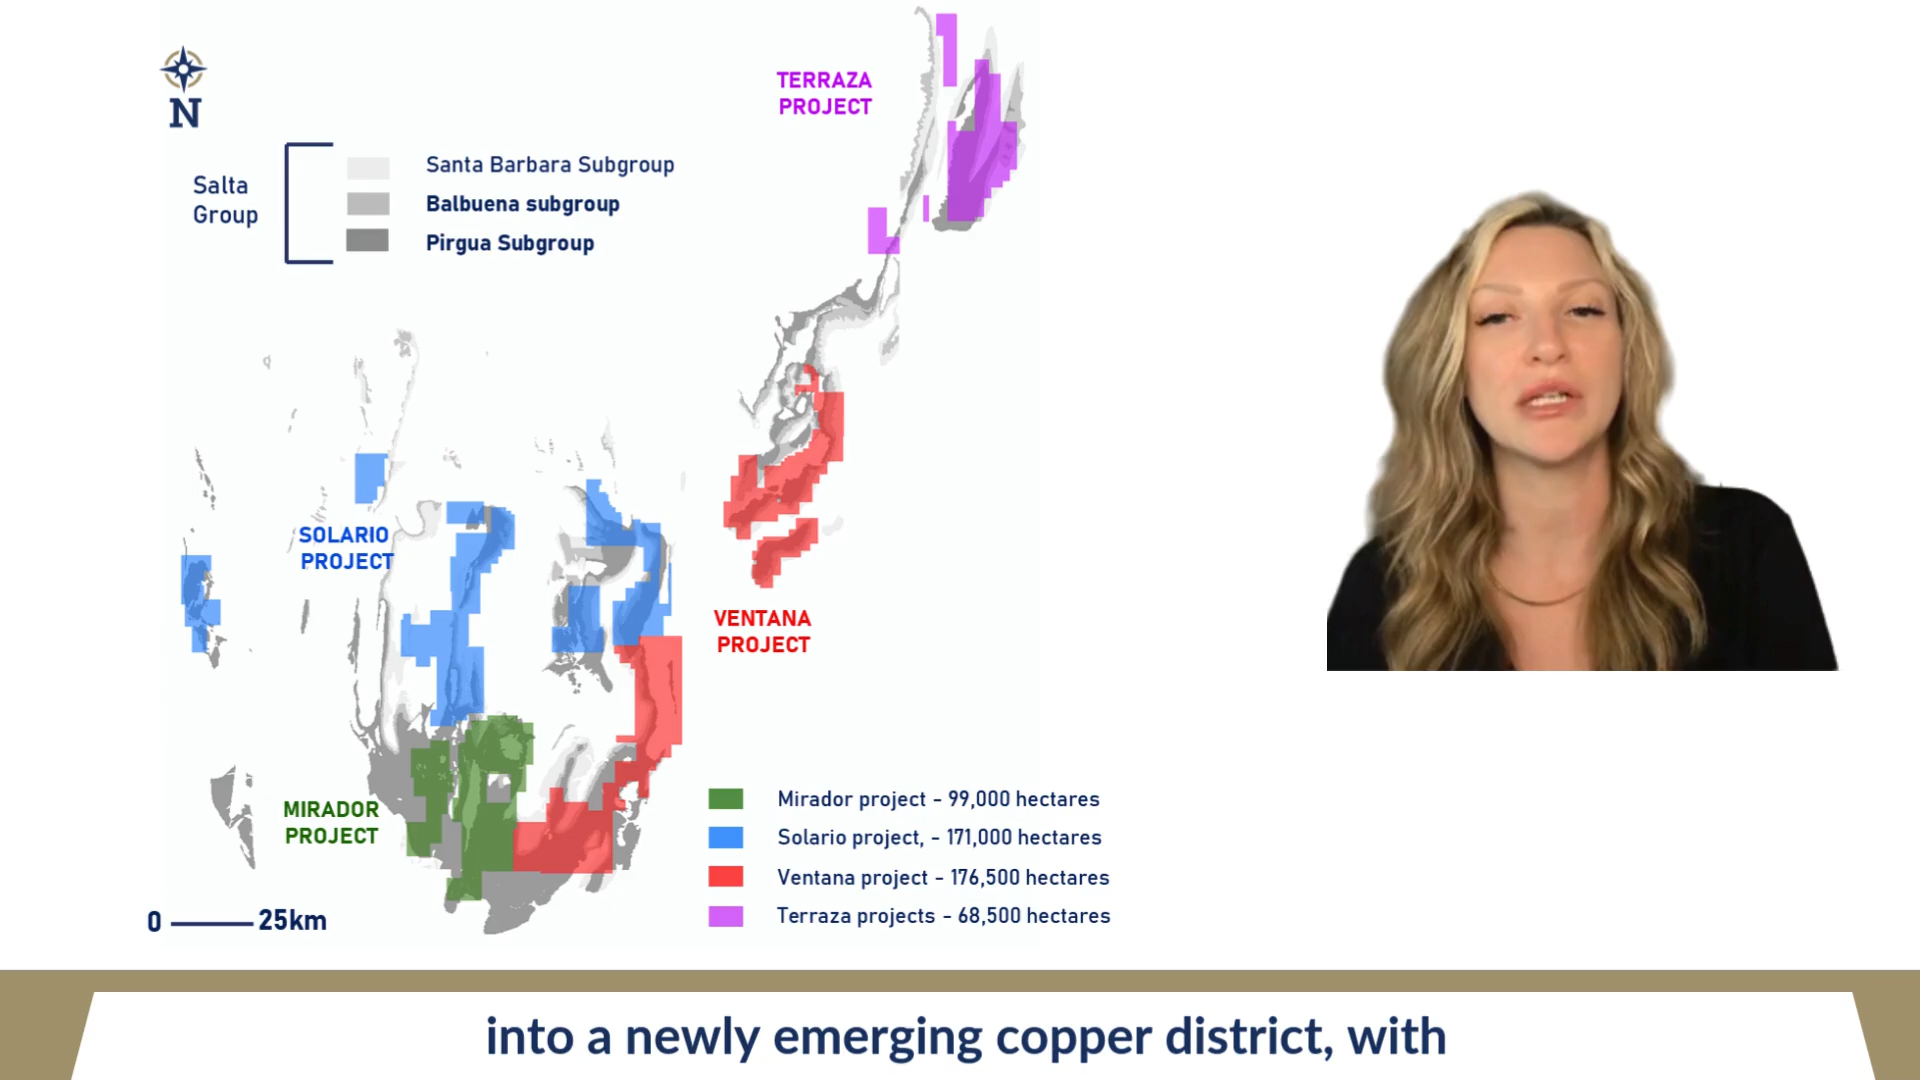 N
TERRAZA
PROJECT
Salta
Group
Santa Barbara Subgroup
Balbuena subgroup
Pirgua Subgroup
SOLARIO
PROJECT
VENTANA
PROJECT
MIRADOR
PROJECT
Mirador project - 99,000 hectares
Solario project, - 171,000 hectares
Ventana project - 176,500 hectares
Terraza projects - 68,500 hectares
0 25km
into a newly emerging copper district, with